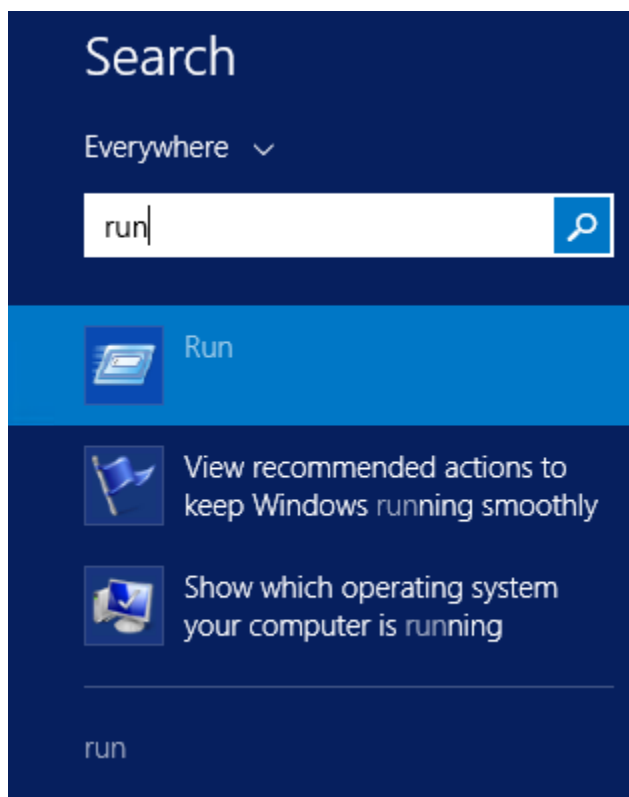 Search
Everywhere
run
Run
View recommended actions to
keep Windows running smoothly
Show which operating system
your computer is running
run